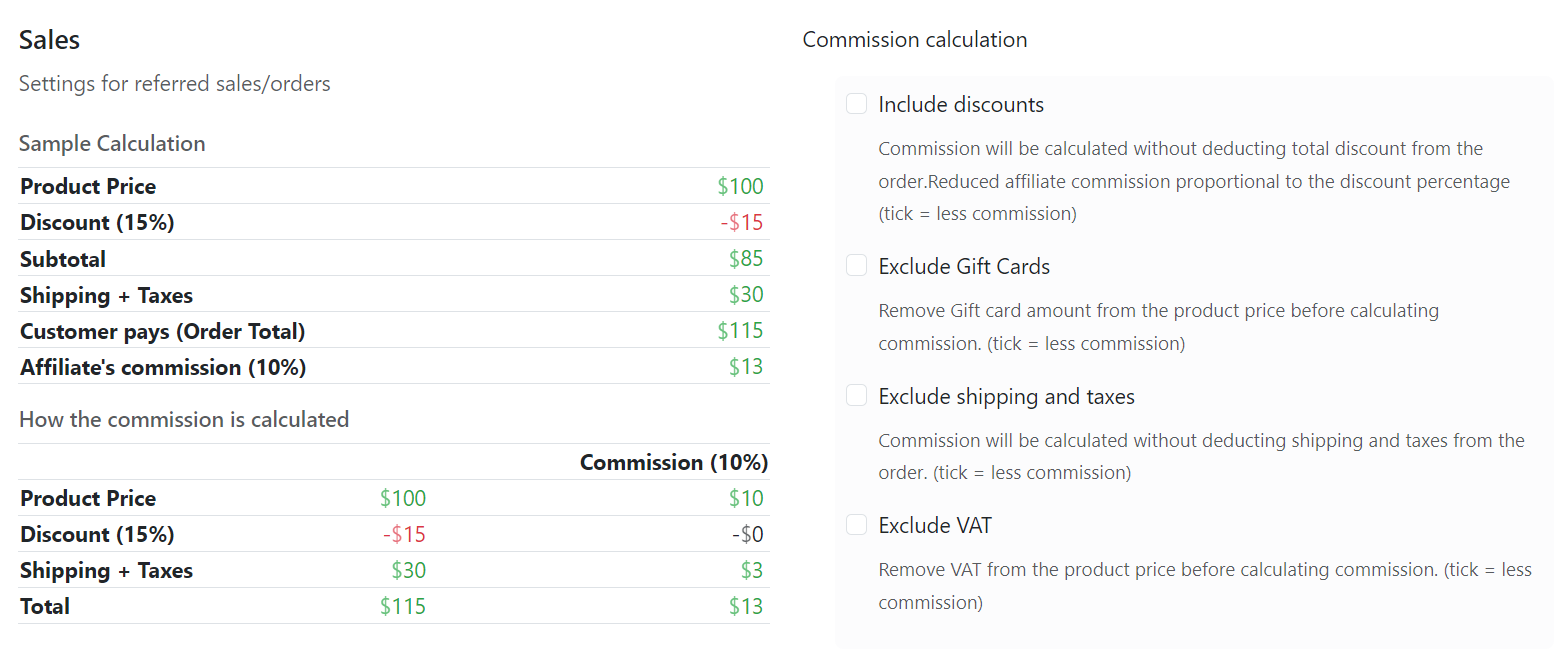 Sales
Settings for referred sales/orders
Sample Calculation
Product Price $100
Discount (15%) -$15
Subtotal $85
Shipping + Taxes $30
Customer pays (Order Total) $115
Affiliate's commission (10%) $13
How the commission is calculated
Commission (10%)
Product Price $100 $10
Discount (15%) -$15 -$0
Shipping + Taxes $30 $3
Total $115 $13
Commission calculation
Include discounts
Commission will be calculated without deducting total discount from the
order.Reduced affiliate commission proportional to the discount percentage
(tick = less commission)
Exclude Gift Cards
Remove Gift card amount from the product price before calculating
commission. (tick = less commission)
Exclude shipping and taxes
Commission will be calculated without deducting shipping and taxes from the
order. (tick = less commission)
Exclude VAT
Remove VAT from the product price before calculating commission. (tick = less
commission)